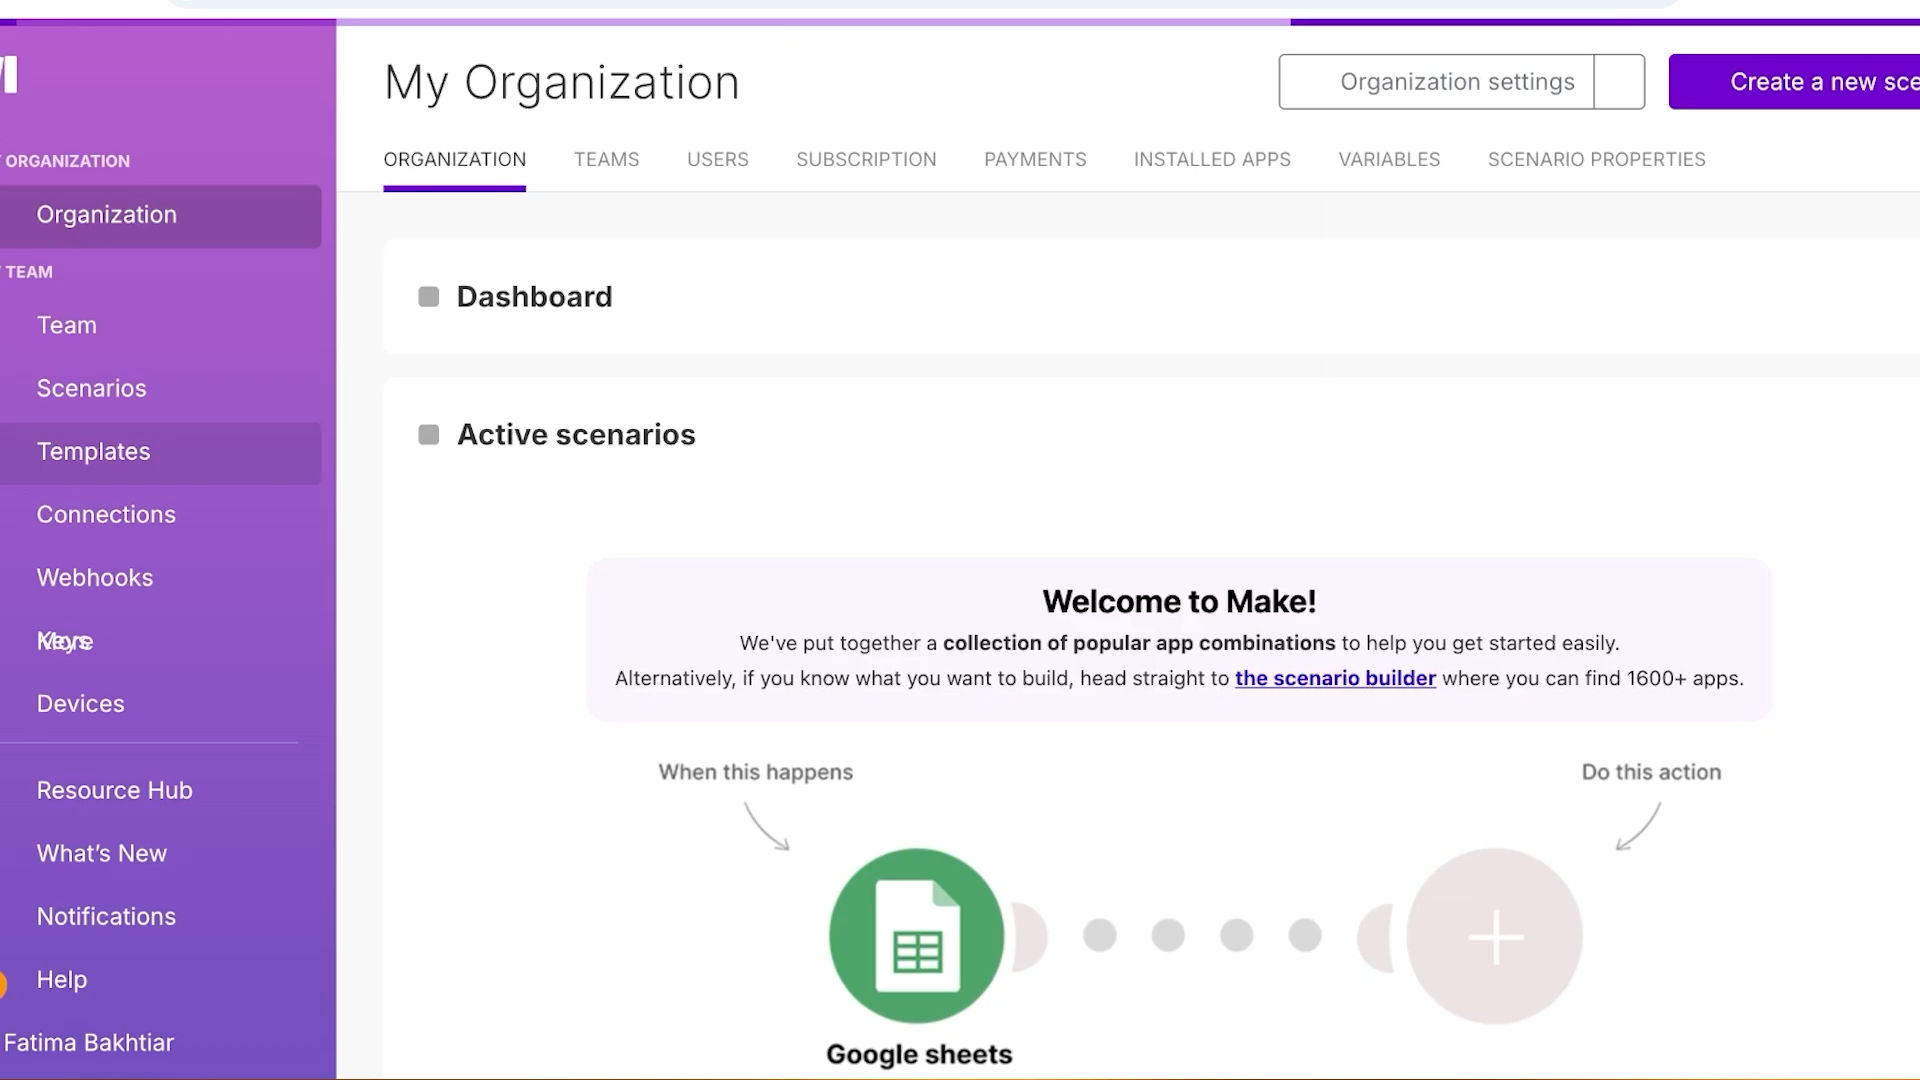 My Organization
Organization settings
Create a new sce
ORGANIZATION TEAMS USERS SUBSCRIPTION PAYMENTS INSTALLED APPS VARIABLES SCENARIO PROPERTIES
ORGANIZATION
Organization
TEAM
Team
Scenarios
Templates
Connections
Webhooks
Keys
More
Devices
Resource Hub
What’s New
Notifications
Help
Fatima Bakhtiar
Dashboard
Active scenarios
Welcome to Make!
We've put together a collection of popular app combinations to help you get started easily.
Alternatively, if you know what you want to build, head straight to the scenario builder where you can find 1600+ apps.
When this happens
Do this action
Google sheets